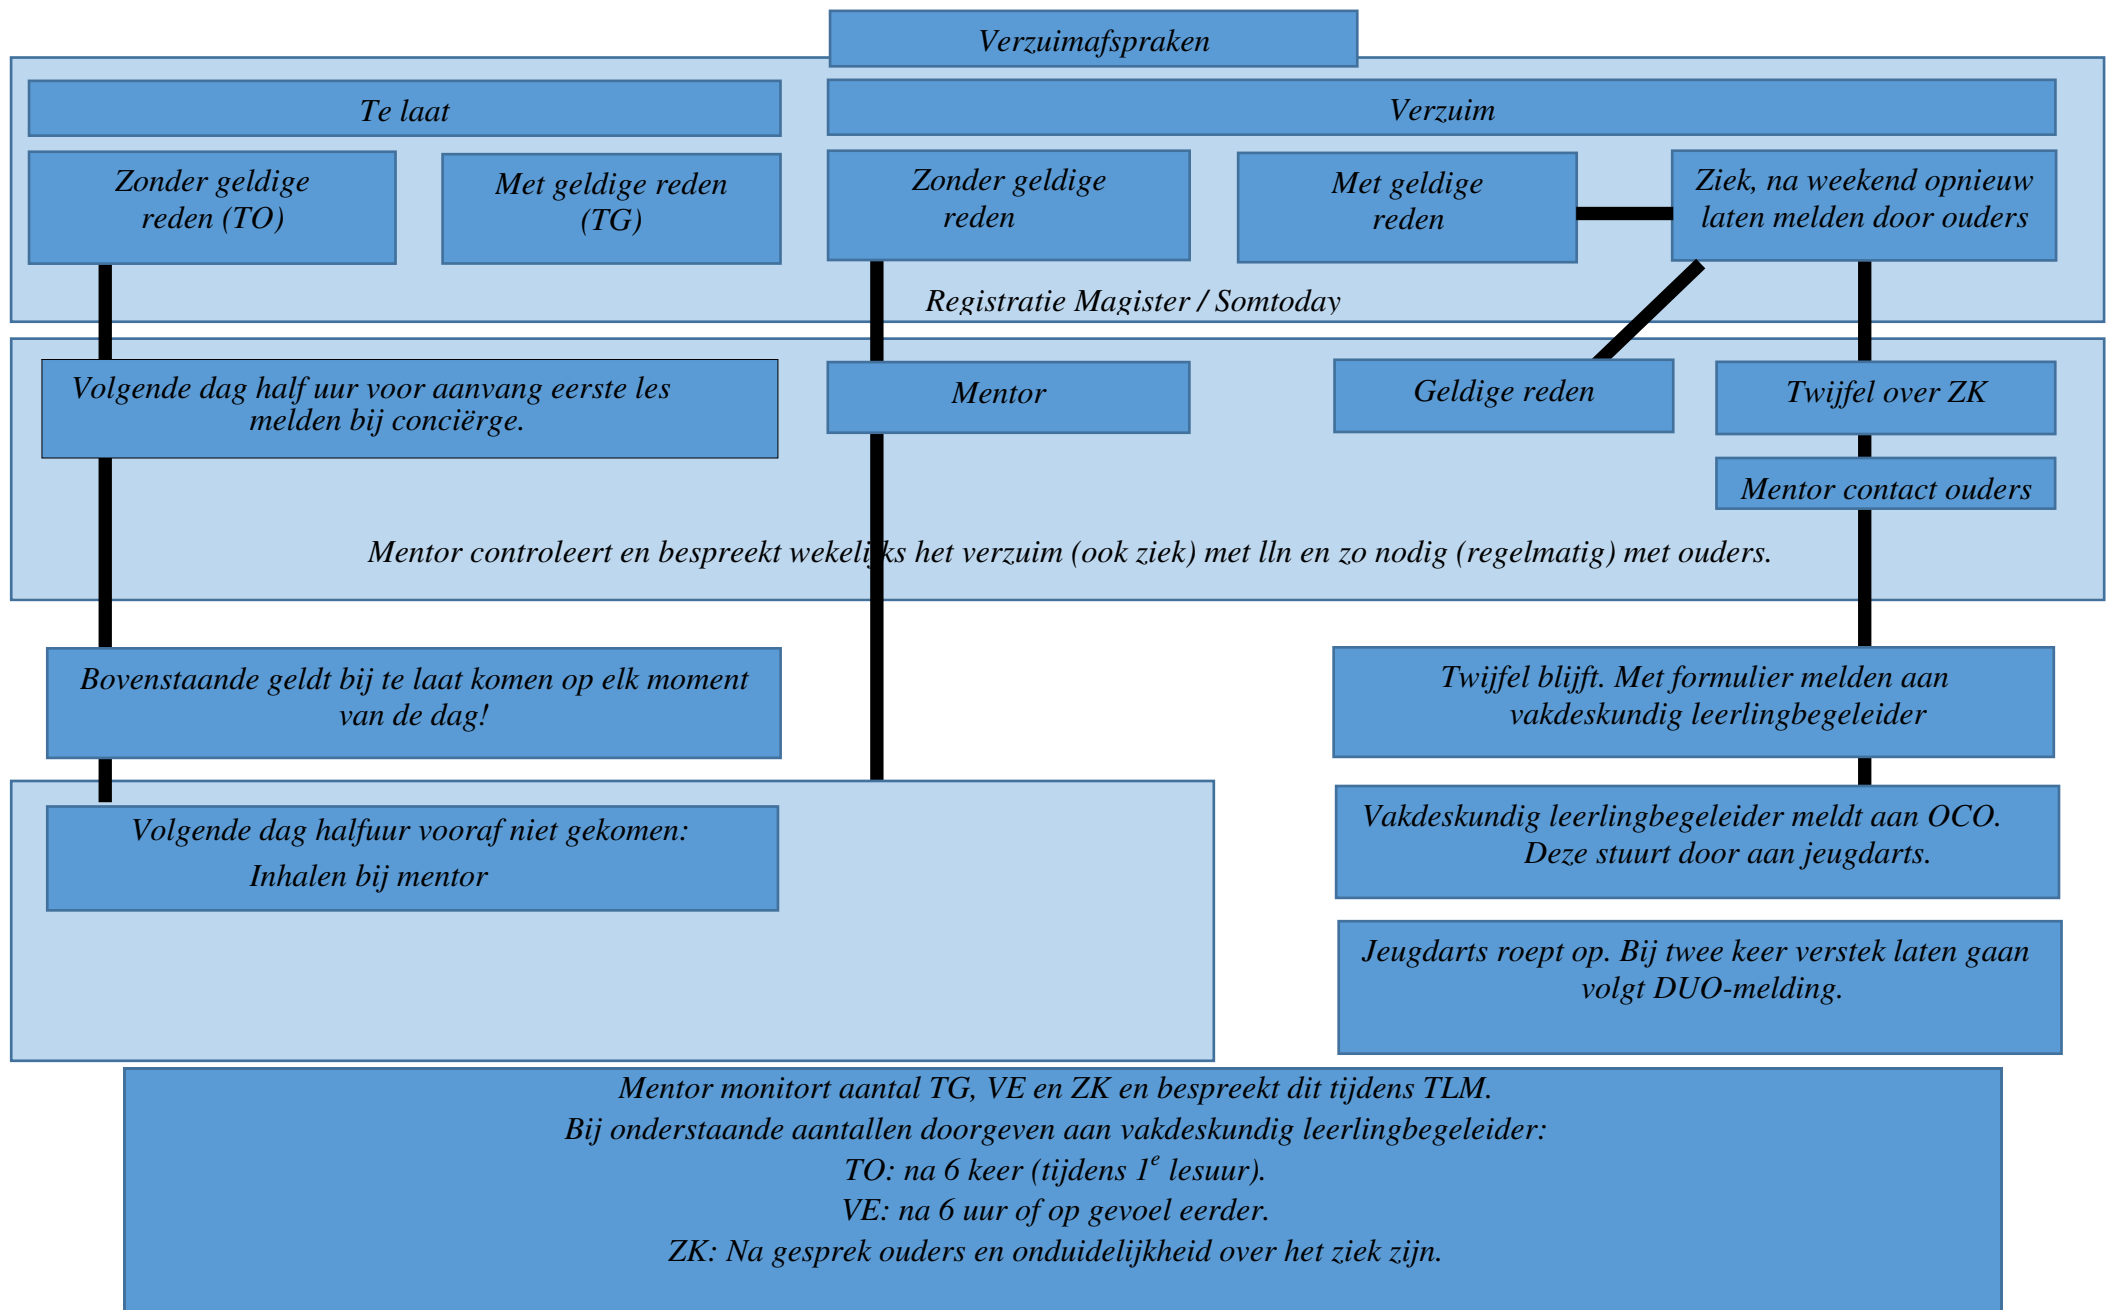 Verzuimafspraken
Te laat
Verzuim
Zonder geldige
reden (TO)
Met geldige reden
(TG)
Zonder geldige
reden
Met geldige
reden
Ziek, na weekend opnieuw
laten melden door ouders
Registratie Magister / Somtoday
Volgende dag half uur voor aanvang eerste les
melden bij conciërge.
Mentor
Geldige reden
Twijfel over ZK
Mentor contact ouders
Mentor controleert en bespreekt wekelijks het verzuim (ook ziek) met lln en zo nodig (regelmatig) met ouders.
Bovenstaande geldt bij te laat komen op elk moment
van de dag!
Twijfel blijft. Met formulier melden aan
vakdeskundig leerlingbegeleider
Volgende dag halfuur vooraf niet gekomen:
Inhalen bij mentor
Vakdeskundig leerlingbegeleider meldt aan OCO.
Deze stuurt door aan jeugdarts.
Jeugdarts roept op. Bij twee keer verstek laten gaan
volgt DUO-melding.
Mentor monitort aantal TG, VE en ZK en bespreekt dit tijdens TLM.
Bij onderstaande aantallen doorgeven aan vakdeskundig leerlingbegeleider:
TO: na 6 keer (tijdens 1e lesuur).
VE: na 6 uur of op gevoel eerder.
ZK: Na gesprek ouders en onduidelijkheid over het ziek zijn.